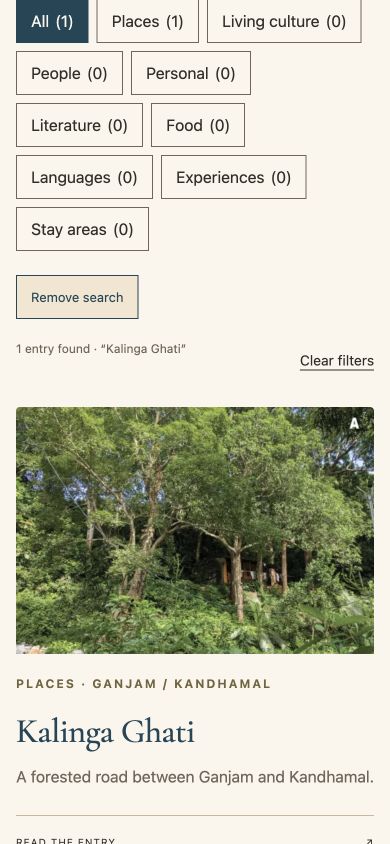 All (1)
Places (1)
Living culture (0)
People (0)
Personal (0)
Literature (0)
Food (0)
Languages (0)
Experiences (0)
Stay areas (0)
Remove search
1 entry found · “Kalinga Ghati”
Clear filters
A
PLACES · GANJAM / KANDHAMAL
Kalinga Ghati
A forested road between Ganjam and Kandhamal.
READ THE ENTRY